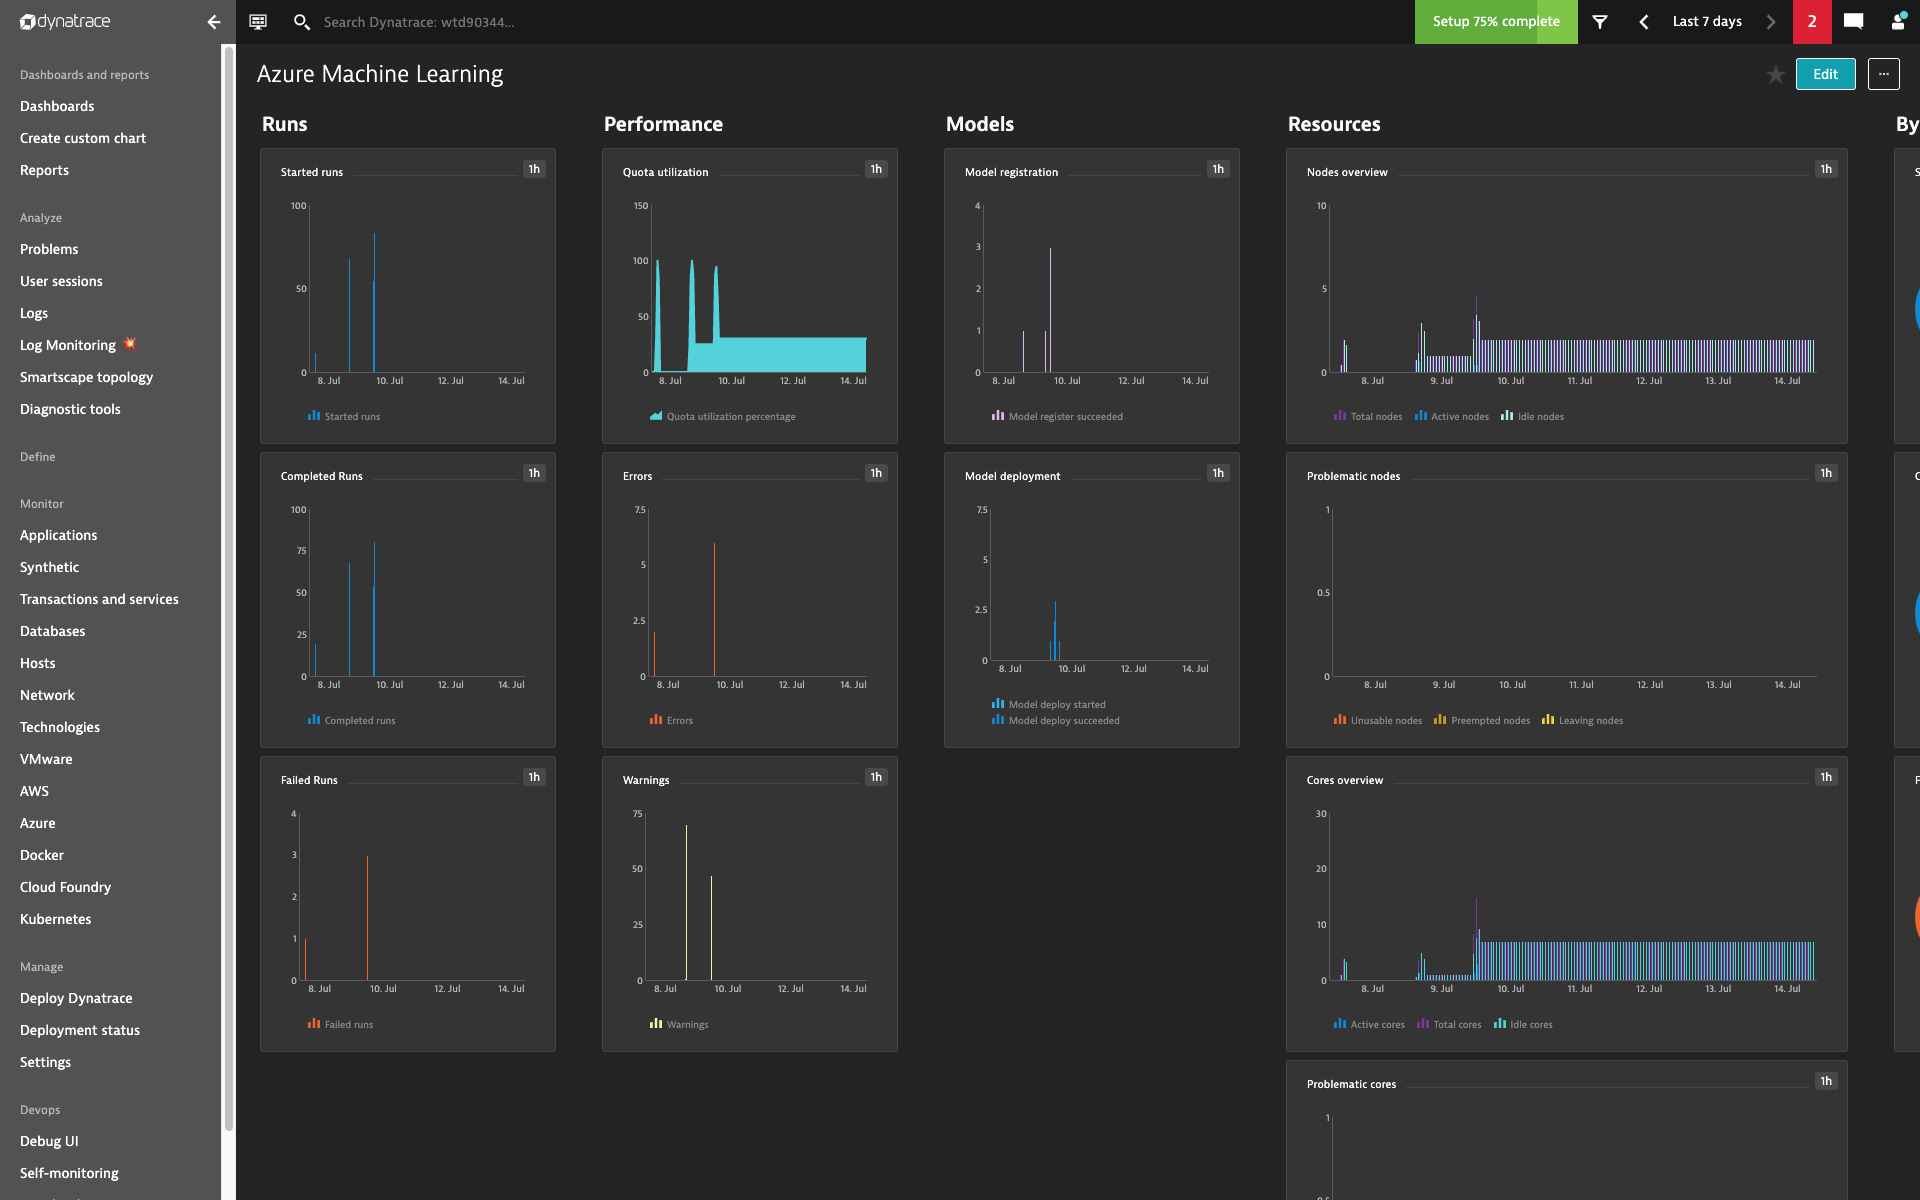 dynatrace
Search Dynatrace: wtd90344...
Setup 75% complete
Last 7 days
2
Dashboards and reports
Dashboards
Create custom chart
Reports
Analyze
Problems
User sessions
Logs
Log Monitoring
Smartscape topology
Diagnostic tools
Define
Monitor
Applications
Synthetic
Transactions and services
Databases
Hosts
Network
Technologies
VMware
AWS
Azure
Docker
Cloud Foundry
Kubernetes
Manage
Deploy Dynatrace
Deployment status
Settings
Devops
Debug UI
Self-monitoring
Azure Machine Learning
Edit
...
Runs
Started runs 1h
100
50
0
8. Jul 10. Jul 12. Jul 14. Jul
Started runs
Completed Runs 1h
100
75
50
25
0
8. Jul 10. Jul 12. Jul 14. Jul
Completed runs
Failed Runs 1h
4
3
2
1
0
8. Jul 10. Jul 12. Jul 14. Jul
Failed runs
Performance
Quota utilization 1h
150
100
50
0
8. Jul 10. Jul 12. Jul 14. Jul
Quota utilization percentage
Errors 1h
7.5
5
2.5
0
8. Jul 10. Jul 12. Jul 14. Jul
Errors
Warnings 1h
75
50
25
0
8. Jul 10. Jul 12. Jul 14. Jul
Warnings
Models
Model registration 1h
4
3
2
1
0
8. Jul 10. Jul 12. Jul 14. Jul
Model register succeeded
Model deployment 1h
7.5
5
2.5
0
8. Jul 10. Jul 12. Jul 14. Jul
Model deploy started
Model deploy succeeded
Resources
Nodes overview 1h
10
5
0
8. Jul 9. Jul 10. Jul 11. Jul 12. Jul 13. Jul 14. Jul
Total nodes Active nodes Idle nodes
Problematic nodes 1h
1
0.5
0
8. Jul 9. Jul 10. Jul 11. Jul 12. Jul 13. Jul 14. Jul
Unusable nodes Preempted nodes Leaving nodes
Cores overview 1h
30
20
10
0
8. Jul 9. Jul 10. Jul 11. Jul 12. Jul 13. Jul 14. Jul
Active cores Total cores Idle cores
Problematic cores 1h
1
By